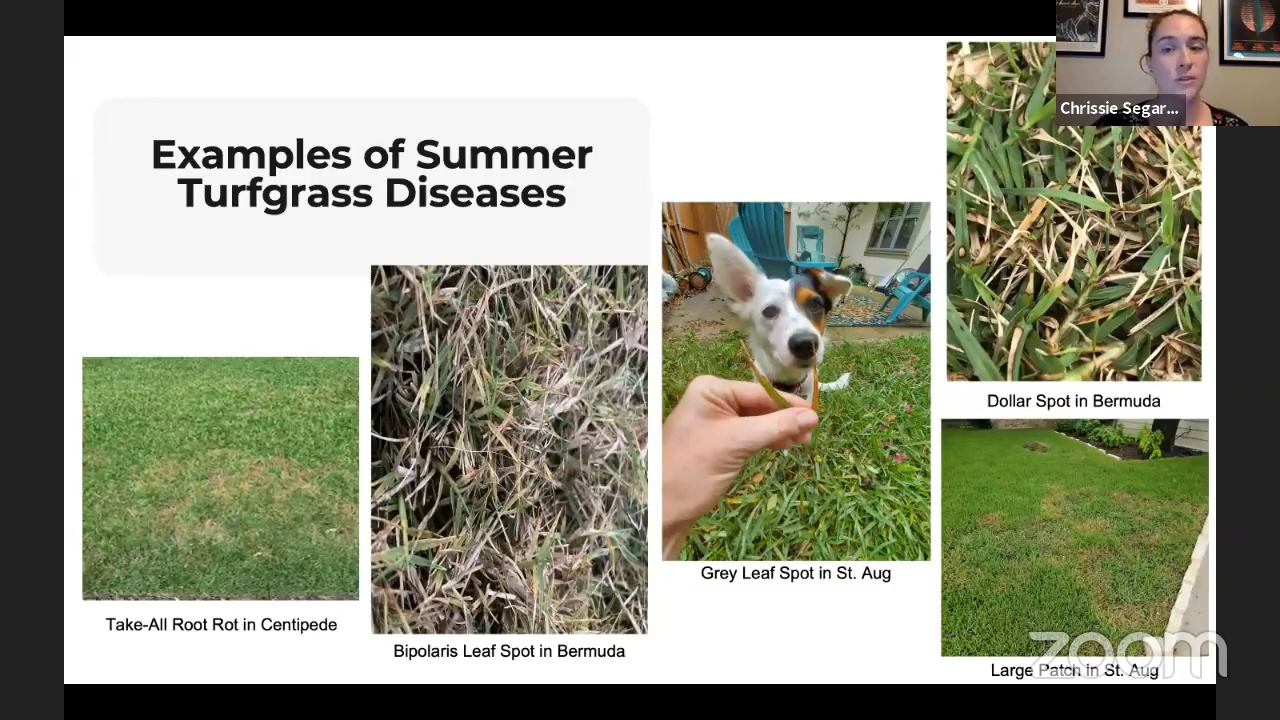 Chrissie Segar...
Examples of Summer
Turfgrass Diseases
Dollar Spot in Bermuda
Grey Leaf Spot in St. Aug
Take-All Root Rot in Centipede
Bipolaris Leaf Spot in Bermuda
Large Patch in St. Aug
zoom